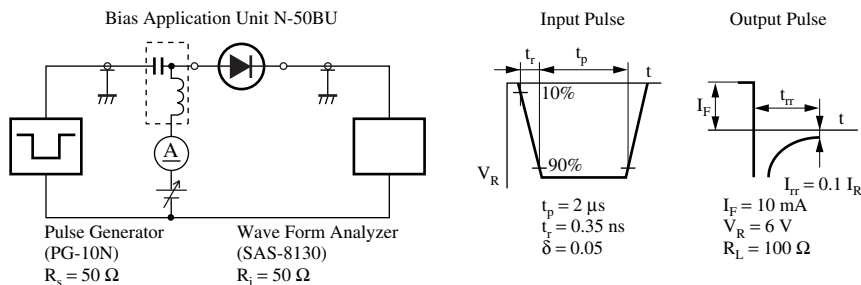 Bias Application Unit N-50BU
A
Pulse Generator
(PG-10N)
Rs = 50 Ω
Wave Form Analyzer
(SAS-8130)
Ri = 50 Ω
Input Pulse
tr
tp
t
10%
90%
VR
tp = 2 μs
tr = 0.35 ns
δ = 0.05
Output Pulse
IF
trr
t
Irr = 0.1 IR
IF = 10 mA
VR = 6 V
RL = 100 Ω